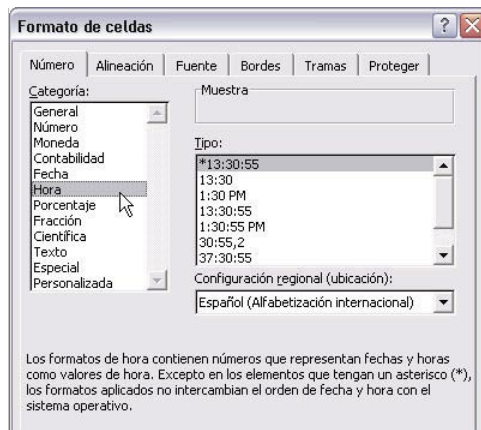 Formato de celdas
Número Alineación Fuente Bordes Tramas Proteger
Categoría:
General
Número
Moneda
Contabilidad
Fecha
Hora
Porcentaje
Fracción
Científica
Texto
Especial
Personalizada
Muestra
Tipo:
*13:30:55
13:30
1:30 PM
13:30:55
1:30:55 PM
30:55,2
37:30:55
Configuración regional (ubicación):
Español (Alfabetización internacional)
Los formatos de hora contienen números que representan fechas y horas
como valores de hora. Excepto en los elementos que tengan un asterisco (*),
los formatos aplicados no intercambian el orden de fecha y hora con el
sistema operativo.